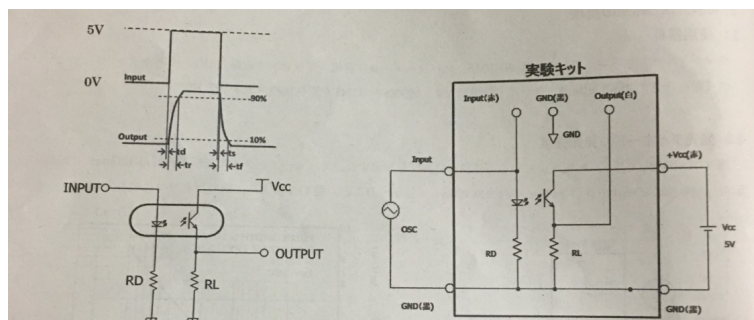 5V
0V
Input
90%
Output
10%
td
ts
tr
tf
INPUT
Vcc
OUTPUT
RD
RL
実験キット
Input(赤)
GND(黒)
Output(白)
GND
Input
+Vcc(赤)
OSC
RD
RL
Vcc
5V
GND(黒)
GND(黒)